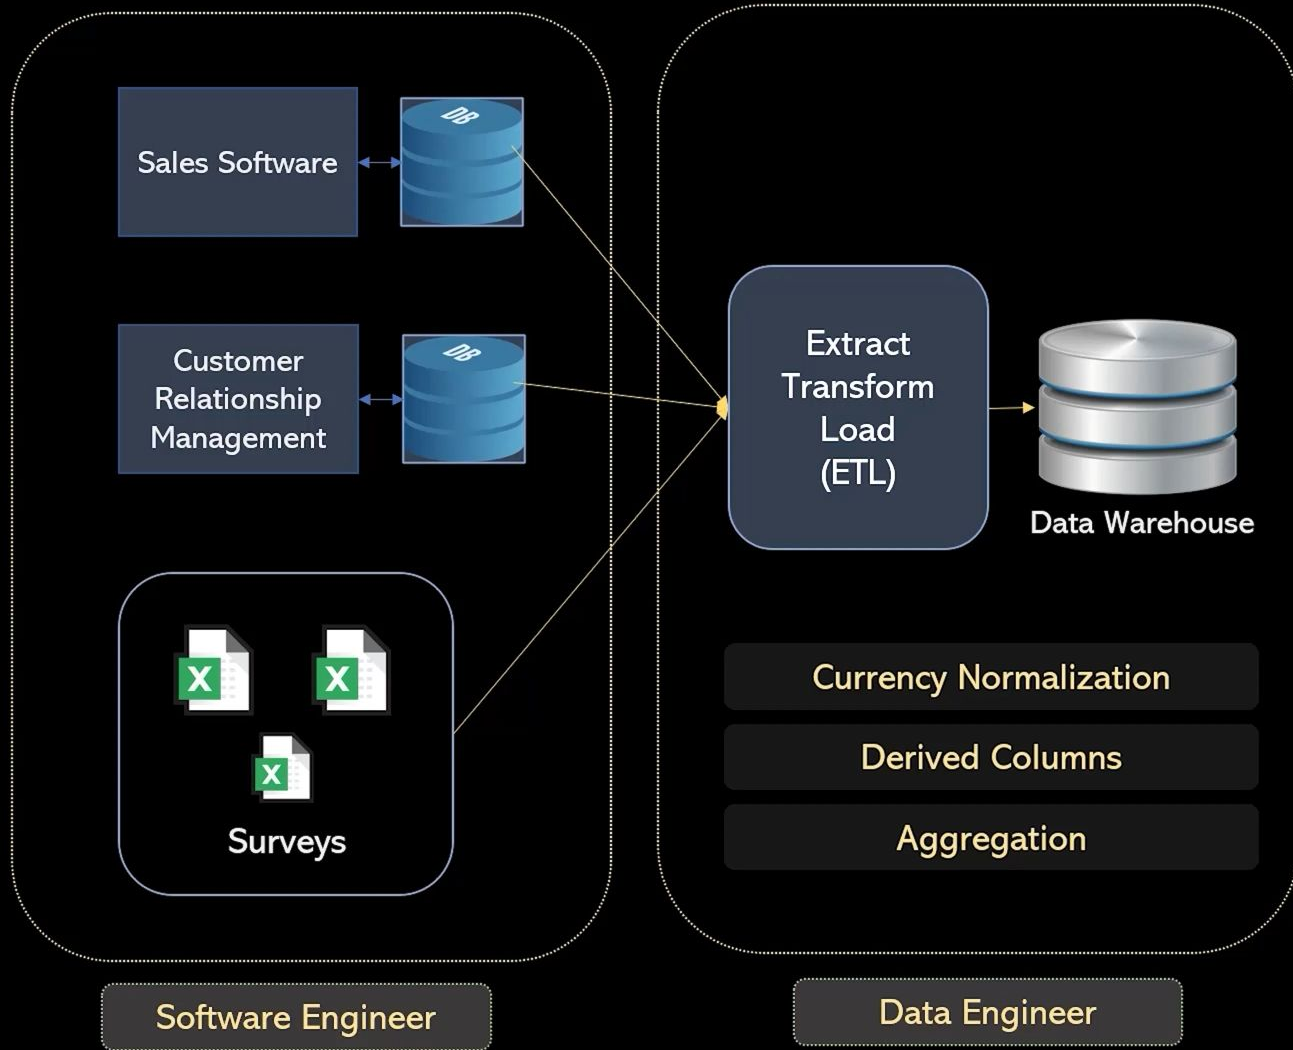 Sales Software
DB
Customer
Relationship
Management
DB
X
X
X
Surveys
Software Engineer
Extract
Transform
Load
(ETL)
Data Warehouse
Currency Normalization
Derived Columns
Aggregation
Data Engineer